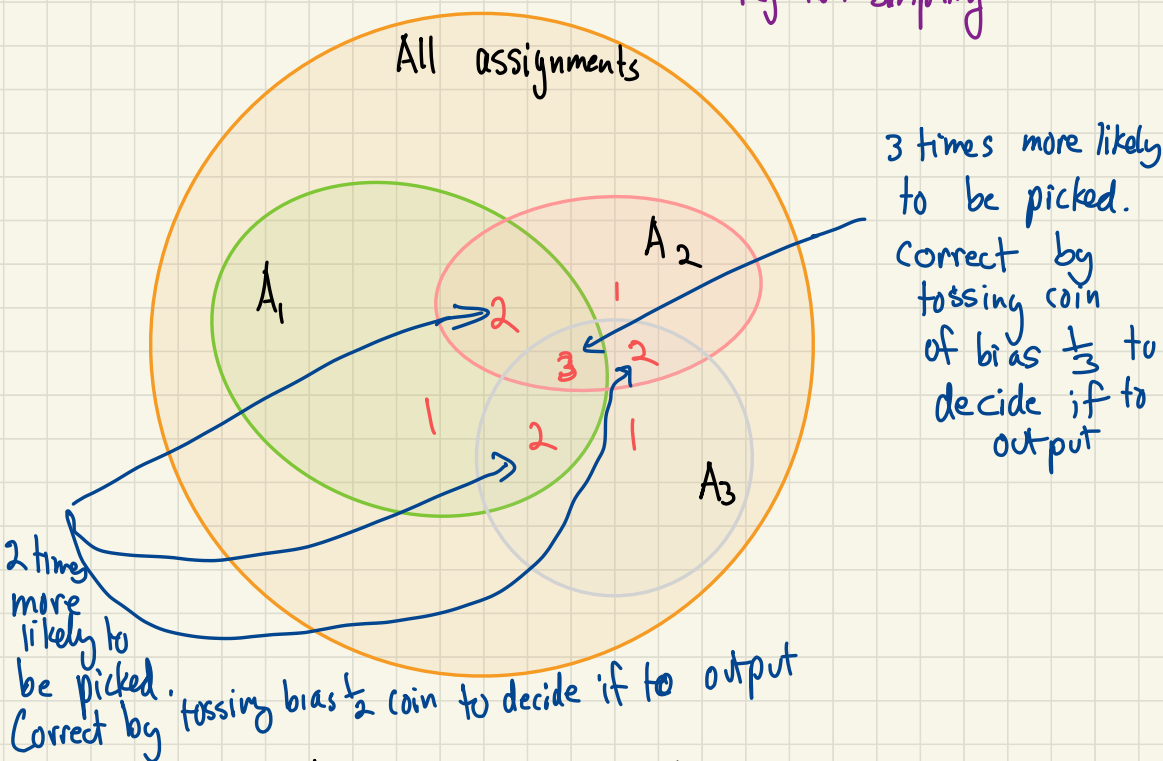 All assignments
3 times more likely
to be picked.
Correct by
tossing coin
of bias 1/3 to
decide if to
output
A1
A2
1
2
3
2
1
2
1
A3
2 times
more
likely to
be picked.
Correct by tossing bias 1/2 coin to decide if to output